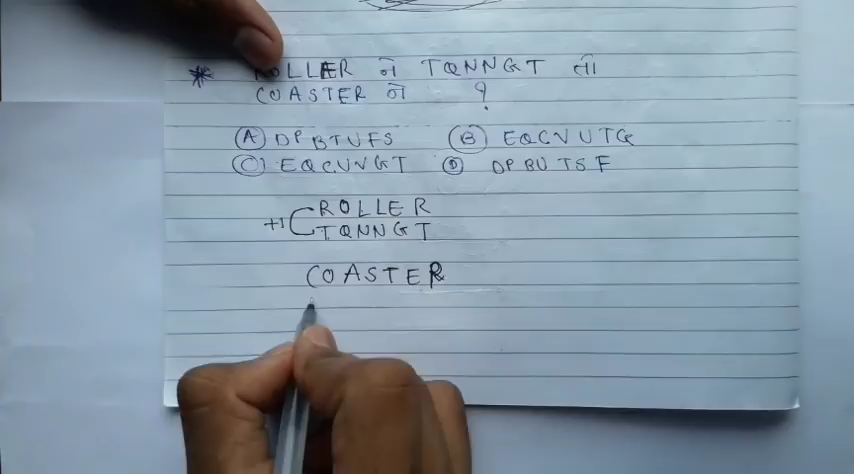 * ROLLER ને TQNNGT તો
COASTER ને ?
(A) DPBTUFS (B) EQCVUTG
(C) EQCUVGT (D) DPBUTSF
+1 ROLLER
TQNNGT
COASTER